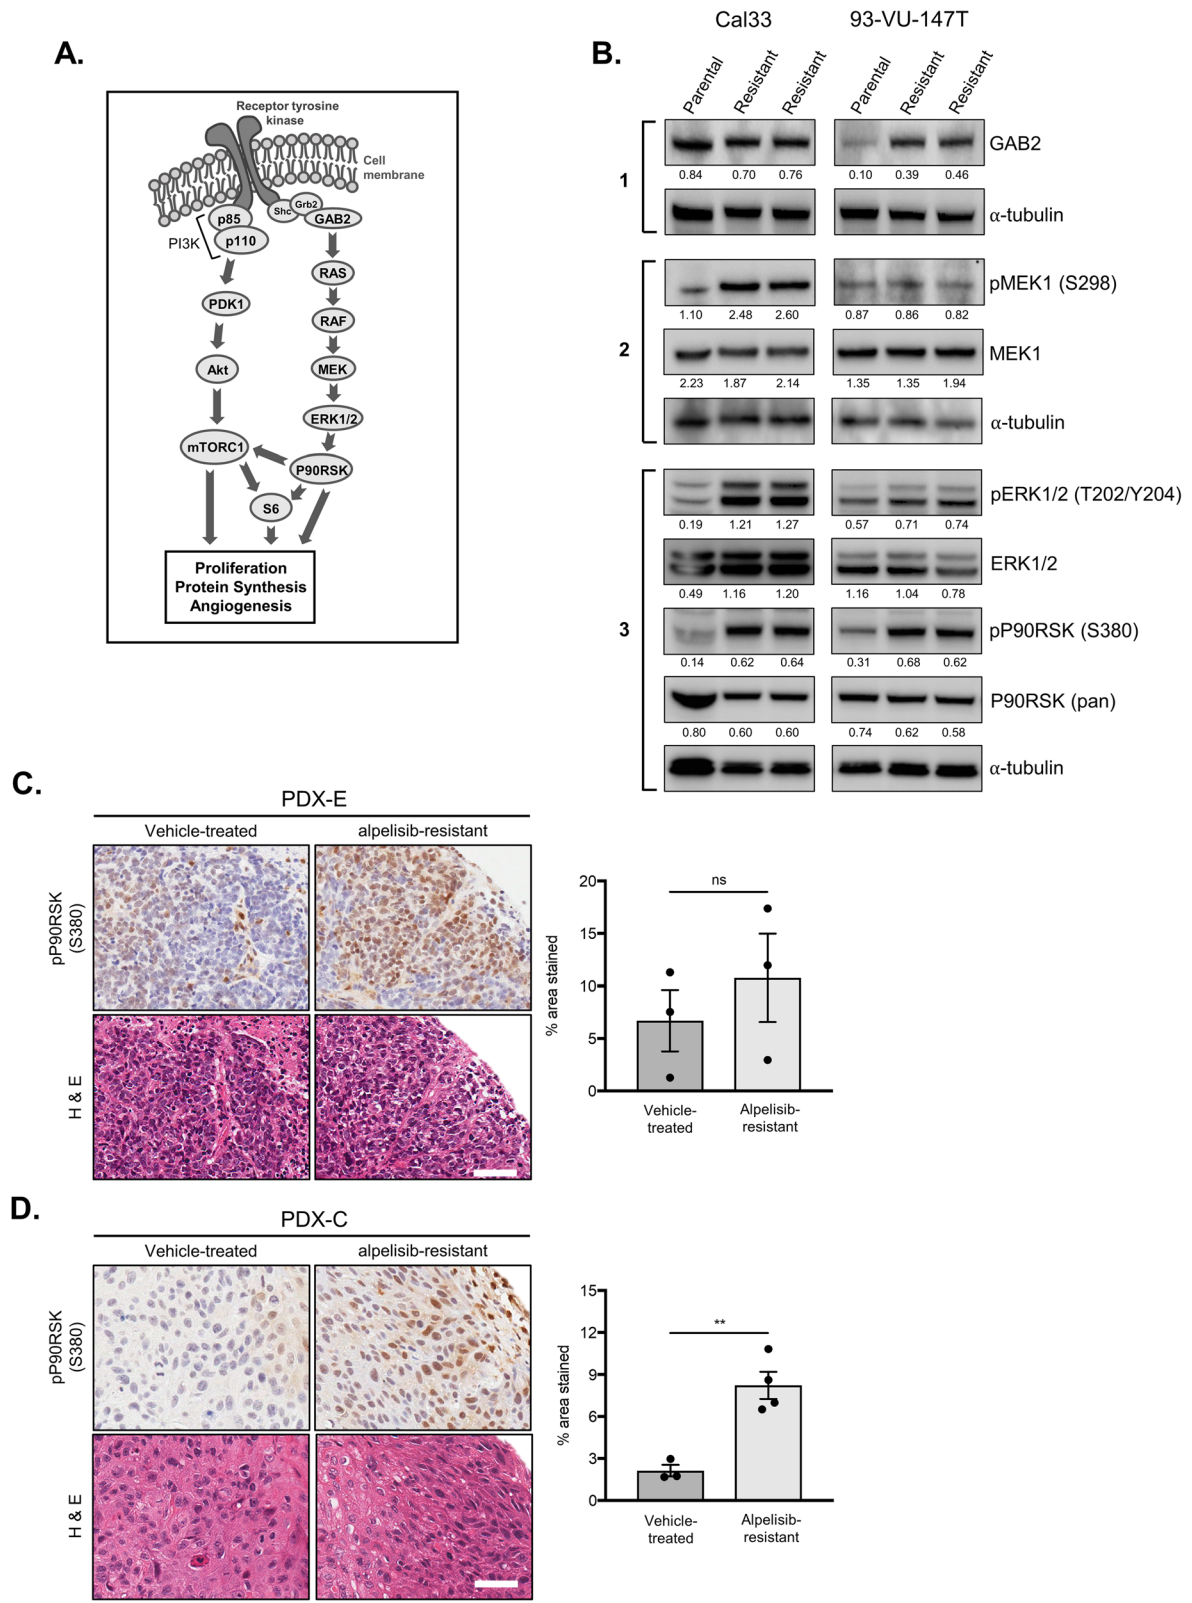 A.
Receptor tyrosine
kinase
Cell
membrane
Shc
Grb2
GAB2
p85
p110
PI3K
RAS
PDK1
RAF
Akt
MEK
ERK1/2
mTORC1
P90RSK
S6
Proliferation
Protein Synthesis
Angiogenesis
B.
Cal33
93-VU-147T
Parental
Resistant
Resistant
Parental
Resistant
Resistant
1
GAB2
0.84 0.70 0.76 0.10 0.39 0.46
α-tubulin
2
pMEK1 (S298)
1.10 2.48 2.60 0.87 0.86 0.82
MEK1
2.23 1.87 2.14 1.35 1.35 1.94
α-tubulin
3
pERK1/2 (T202/Y204)
0.19 1.21 1.27 0.57 0.71 0.74
ERK1/2
0.49 1.16 1.20 1.16 1.04 0.78
pP90RSK (S380)
0.14 0.62 0.64 0.31 0.68 0.62
P90RSK (pan)
0.80 0.60 0.60 0.74 0.62 0.58
α-tubulin
C.
PDX-E
Vehicle-treated
alpelisib-resistant
pP90RSK
(S380)
H & E
% area stained
20
15
10
5
0
ns
Vehicle-
treated
Alpelisib-
resistant
D.
PDX-C
Vehicle-treated
alpelisib-resistant
pP90RSK
(S380)
H & E
% area stained
15
12
9
6
3
0
**
Vehicle-
treated
Alpelisib-
resistant